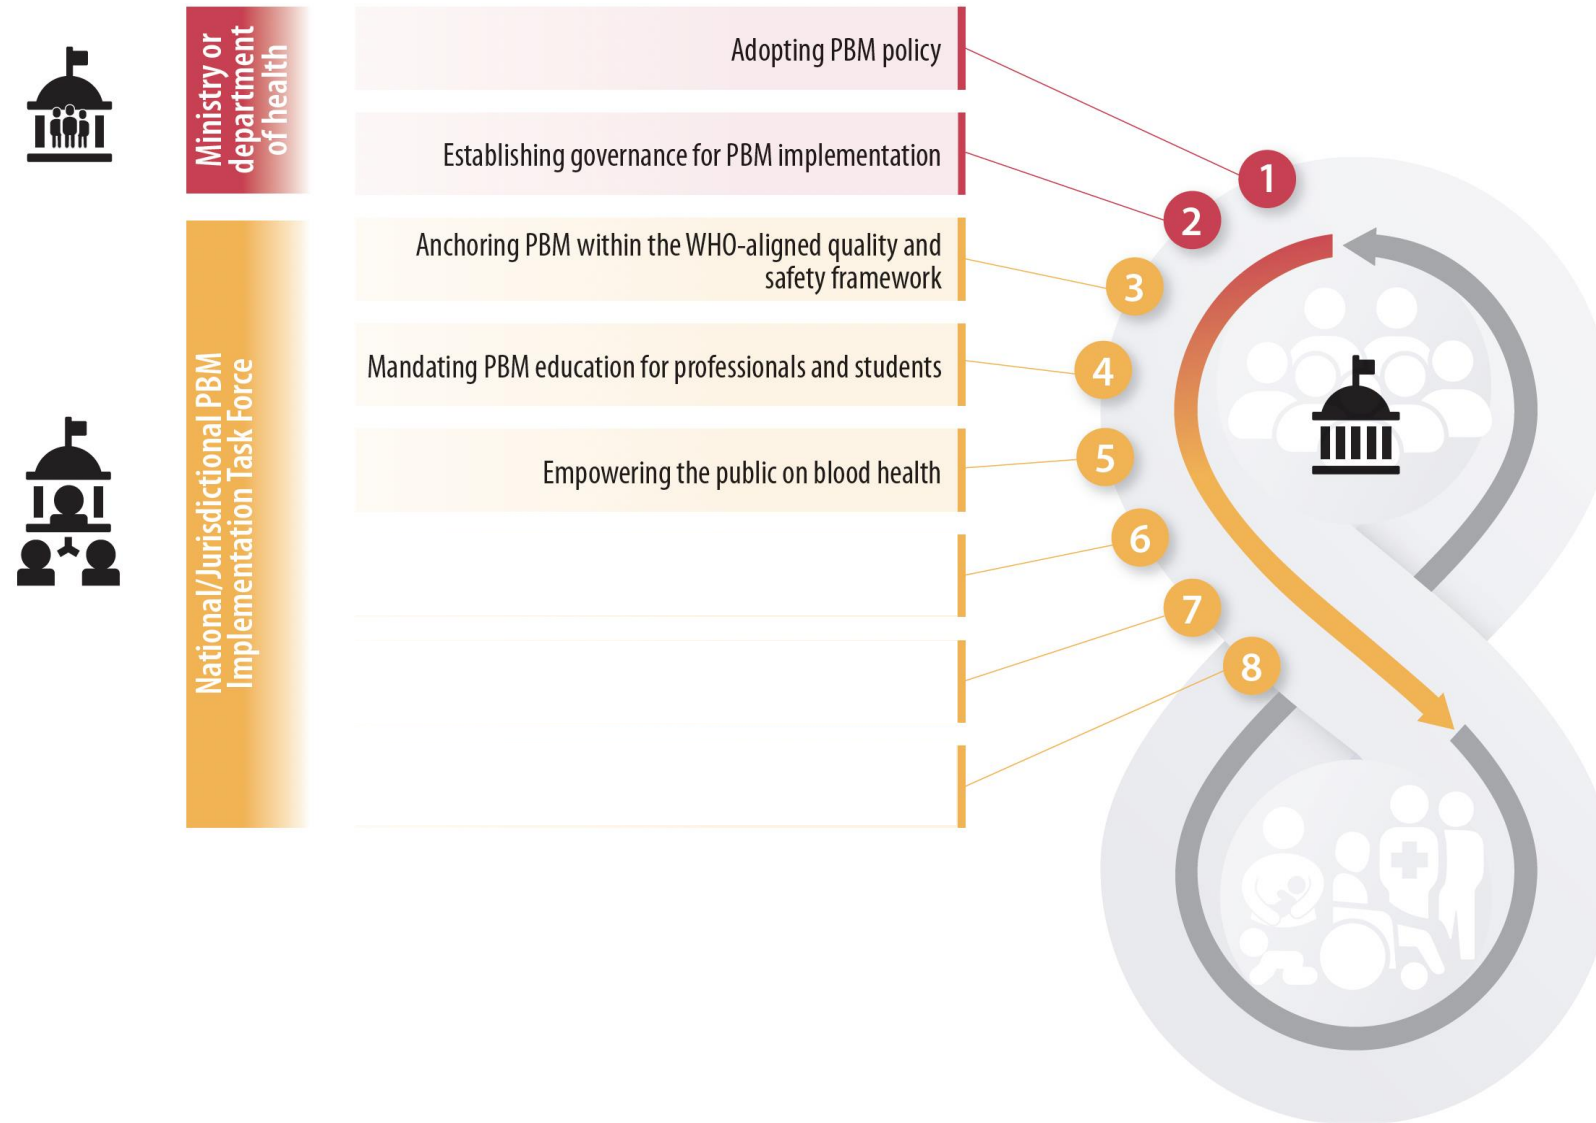 Ministry or
department
of health
Adopting PBM policy
Establishing governance for PBM implementation
National/Jurisdictional PBM
Implementation Task Force
Anchoring PBM within the WHO-aligned quality and
safety framework
Mandating PBM education for professionals and students
Empowering the public on blood health
1
2
3
4
5
6
7
8